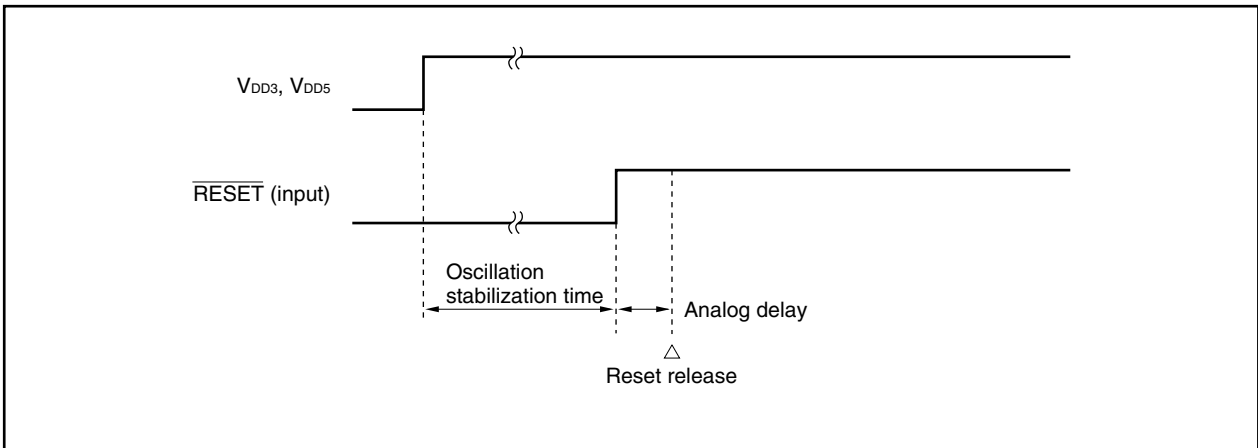 VDD3, VDD5
RESET (input)
Oscillation
stabilization time
Analog delay
Reset release